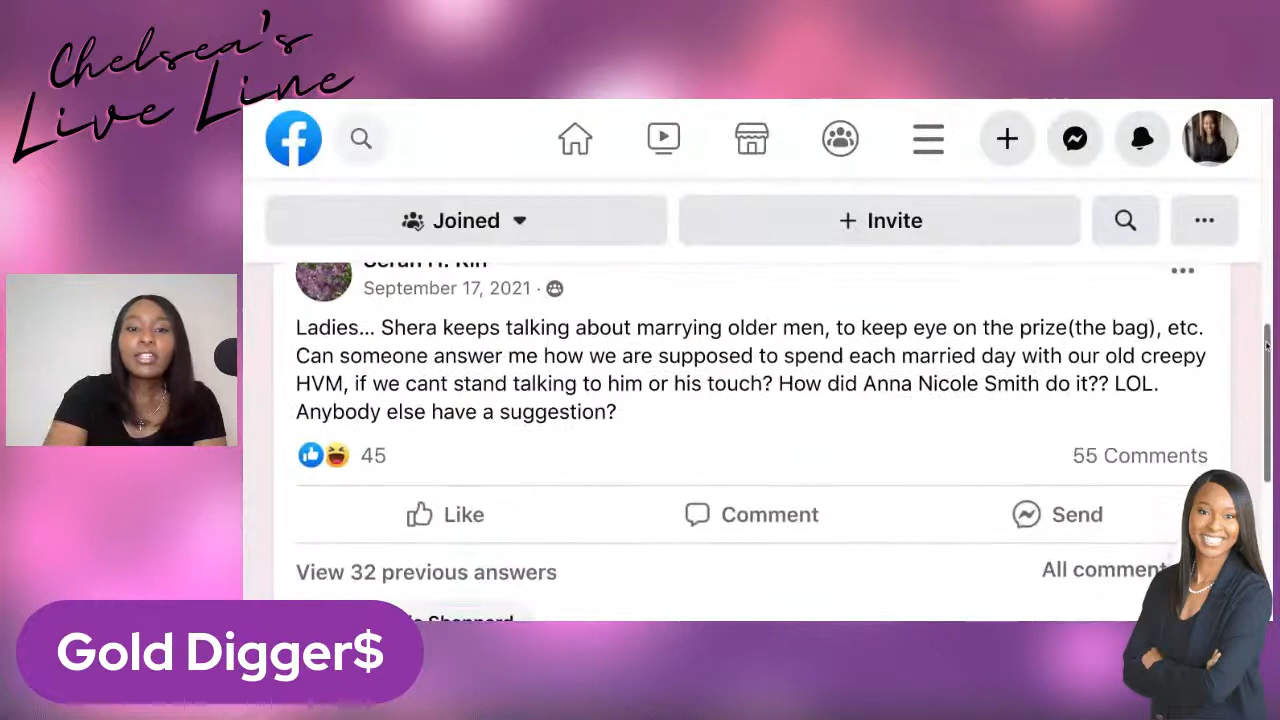 Chelsea's
Live Line
Joined
+ Invite
September 17, 2021 ·
Ladies... Shera keeps talking about marrying older men, to keep eye on the prize(the bag), etc.
Can someone answer me how we are supposed to spend each married day with our old creepy
HVM, if we cant stand talking to him or his touch? How did Anna Nicole Smith do it?? LOL.
Anybody else have a suggestion?
45
55 Comments
Like
Comment
Send
View 32 previous answers
All comment
Gold Digger$